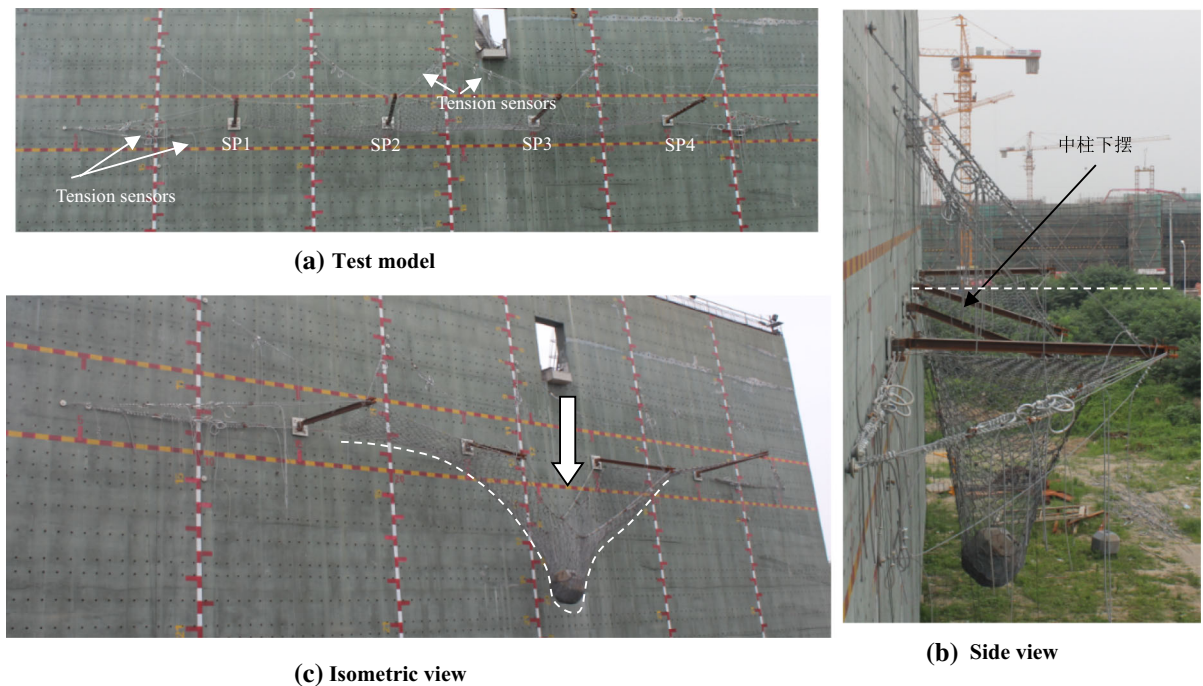 Tension sensors
SP1
SP2
SP3
SP4
Tension sensors
(a) Test model
中柱下摆
(c) Isometric view
(b) Side view